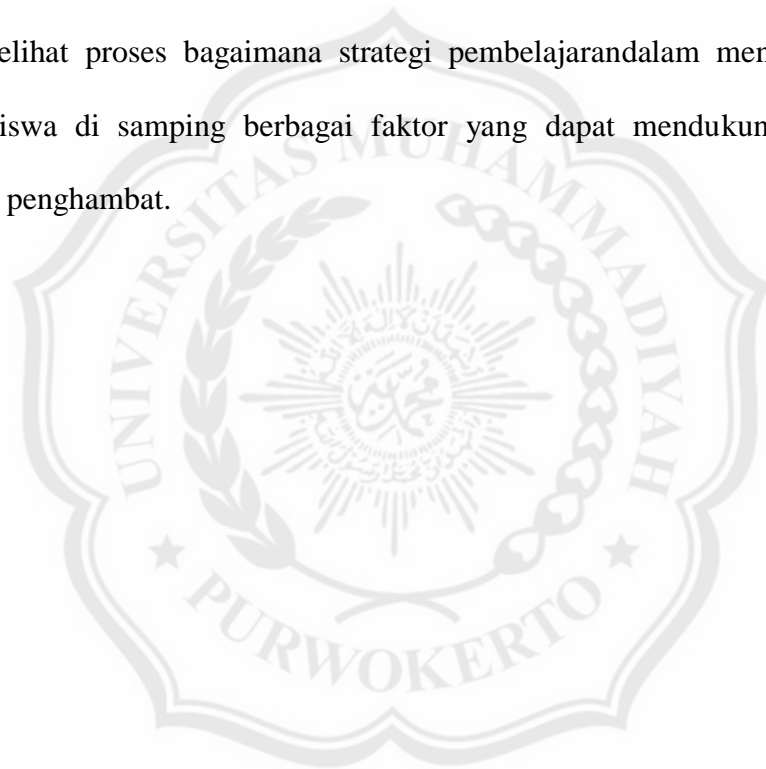 elihat proses bagaimana strategi pembelajarandalam men
iswa di samping berbagai faktor yang dapat mendukun
penghambat.
UNIVERSITAS MUHAMMADIYAH
PURWOKERTO